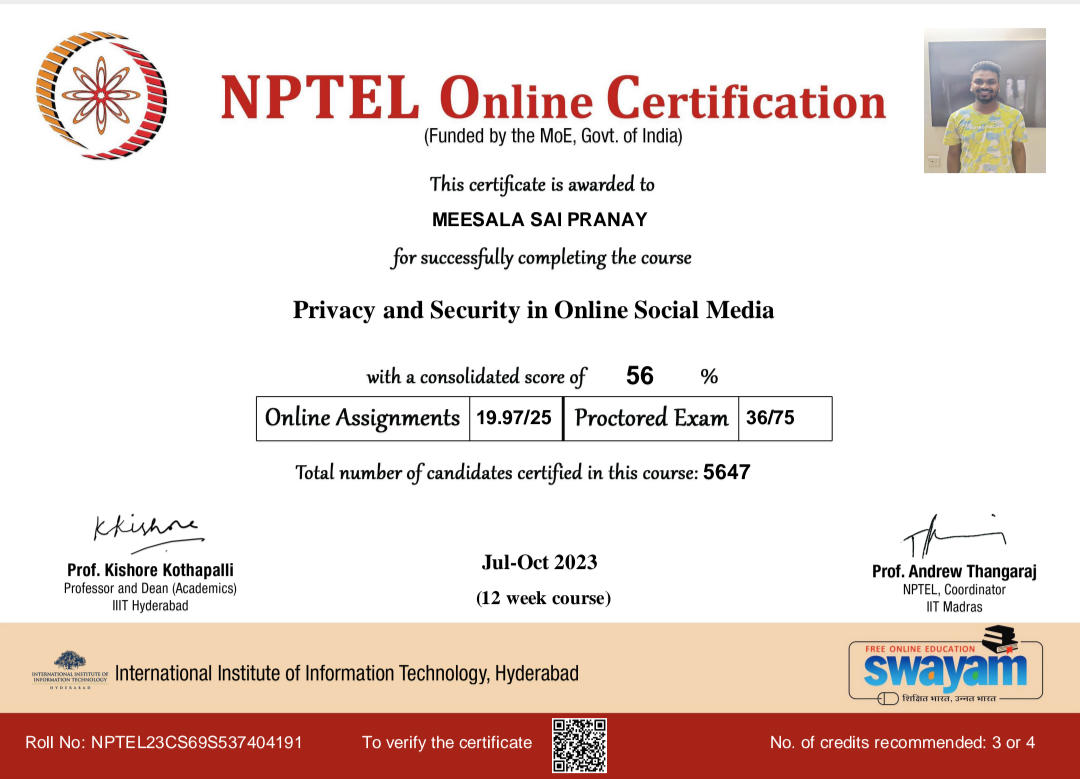 NPTEL Online Certification
(Funded by the MoE, Govt. of India)
This certificate is awarded to
MEESALA SAI PRANAY
for successfully completing the course
Privacy and Security in Online Social Media
with a consolidated score of 56 %
Online Assignments 19.97/25 Proctored Exam 36/75
Total number of candidates certified in this course: 5647
KKishore
Prof. Kishore Kothapalli
Professor and Dean (Academics)
IIIT Hyderabad
Jul-Oct 2023
(12 week course)
Prof. Andrew Thangaraj
NPTEL, Coordinator
IIT Madras
INTERNATIONAL INSTITUTE OF
INFORMATION TECHNOLOGY
HYDERABAD
International Institute of Information Technology, Hyderabad
FREE ONLINE EDUCATION
swayam
शिक्षित भारत, उन्नत भारत
Roll No: NPTEL23CS69S537404191
To verify the certificate
No. of credits recommended: 3 or 4